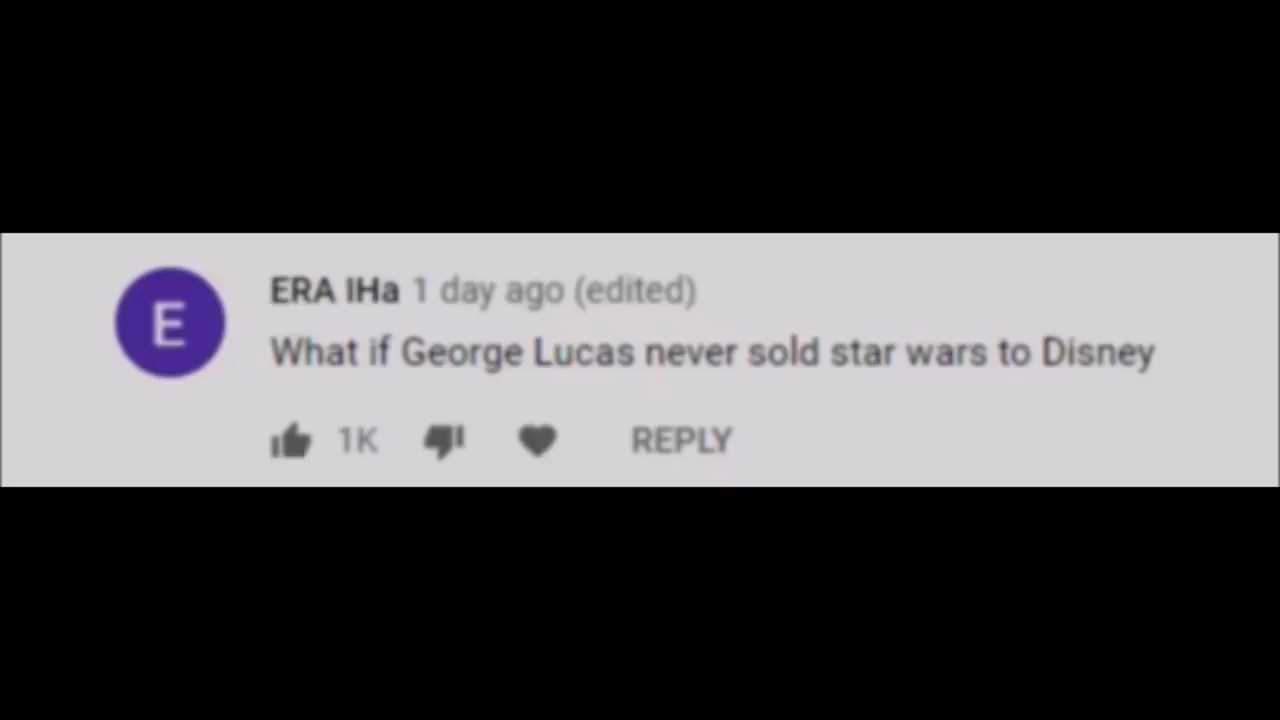 E
ERA IHa 1 day ago (edited)
What if George Lucas never sold star wars to Disney
1K REPLY